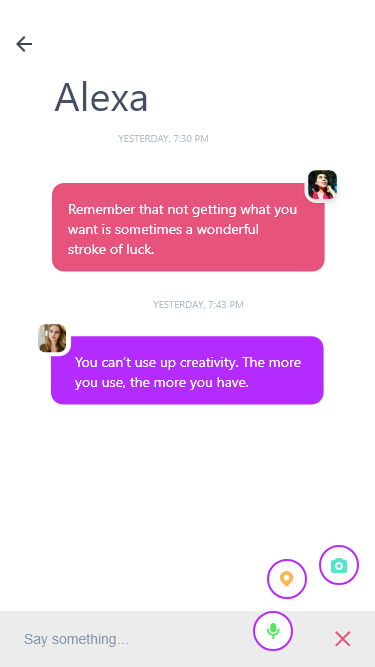 Alexa
YESTERDAY, 7:30 PM
Remember that not getting what you
want is sometimes a wonderful
stroke of luck.
YESTERDAY, 7:43 PM
You can’t use up creativity. The more
you use, the more you have.
Say something...